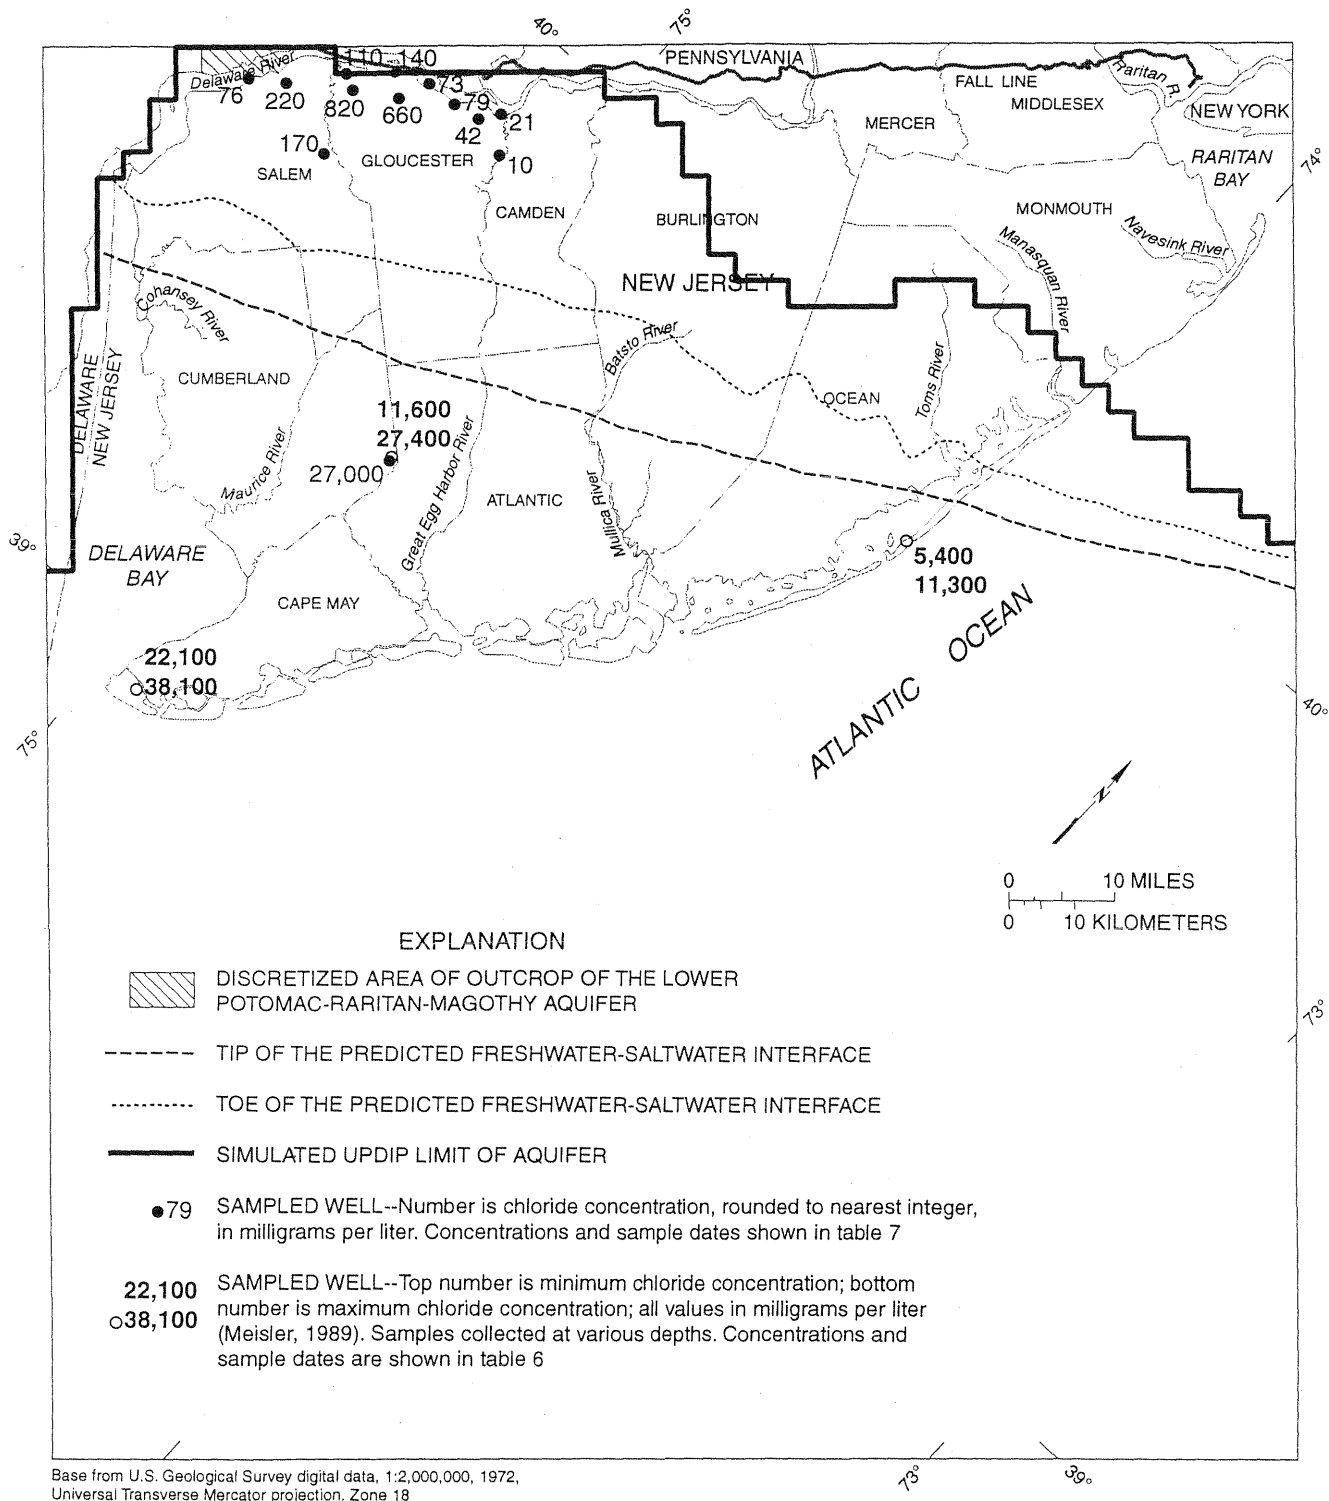 40°
75°
PENNSYLVANIA
110 140
Delaware River
FALL LINE
Raritan R.
76
220
820
660
73
79
42
21
MIDDLESEX
NEW YORK
MERCER
170
SALEM
GLOUCESTER
10
RARITAN
BAY
74°
CAMDEN
BURLINGTON
MONMOUTH
Navesink River
Manasquan River
NEW JERSEY
Cohansey River
Batsto River
DELAWARE
NEW JERSEY
CUMBERLAND
Toms River
OCEAN
11,600
27,400
27,000
Maurice River
Great Egg Harbor River
ATLANTIC
Mullica River
39°
DELAWARE
BAY
5,400
11,300
CAPE MAY
22,100
38,100
ATLANTIC OCEAN
40°
75°
N
0 10 MILES
0 10 KILOMETERS
EXPLANATION
DISCRETIZED AREA OF OUTCROP OF THE LOWER
POTOMAC-RARITAN-MAGOTHY AQUIFER
73°
TIP OF THE PREDICTED FRESHWATER-SALTWATER INTERFACE
TOE OF THE PREDICTED FRESHWATER-SALTWATER INTERFACE
SIMULATED UPDIP LIMIT OF AQUIFER
79 SAMPLED WELL--Number is chloride concentration, rounded to nearest integer,
in milligrams per liter. Concentrations and sample dates shown in table 7
22,100 SAMPLED WELL--Top number is minimum chloride concentration; bottom
38,100 number is maximum chloride concentration; all values in milligrams per liter
(Meisler, 1989). Samples collected at various depths. Concentrations and
sample dates are shown in table 6
73°
39°
Base from U.S. Geological Survey digital data, 1:2,000,000, 1972,
Universal Transverse Mercator projection, Zone 18